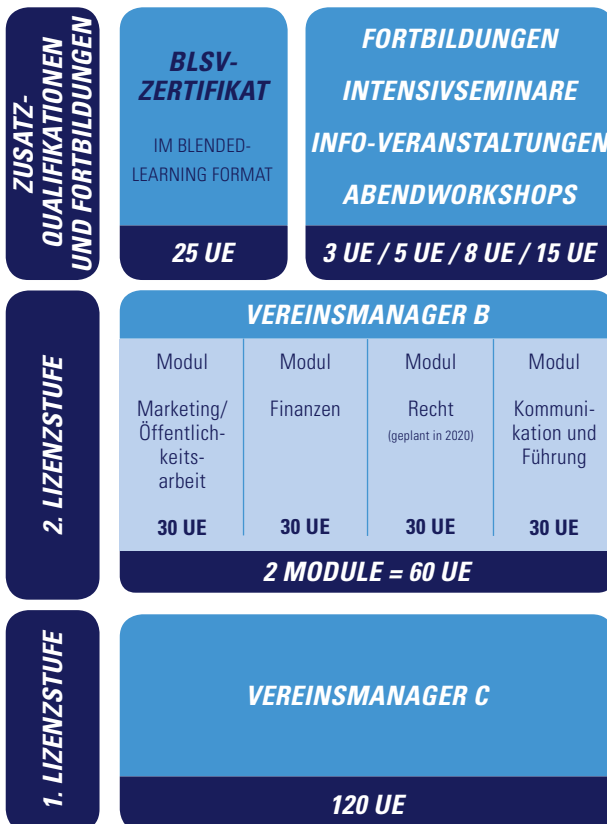 ZUSATZ-
QUALIFIKATIONEN
UND FORTBILDUNGEN
BLSV-
ZERTIFIKAT
IM BLENDED-
LEARNING FORMAT
25 UE
FORTBILDUNGEN
INTENSIVSEMINARE
INFO-VERANSTALTUNGEN
ABENDWORKSHOPS
3 UE / 5 UE / 8 UE / 15 UE
2. LIZENZSTUFE
VEREINSMANAGER B
Modul
Marketing/
Öffentlich-
keits-
arbeit
30 UE
Modul
Finanzen
30 UE
Modul
Recht
(geplant in 2020)
30 UE
Modul
Kommuni-
kation und
Führung
30 UE
2 MODULE = 60 UE
1. LIZENZSTUFE
VEREINSMANAGER C
120 UE